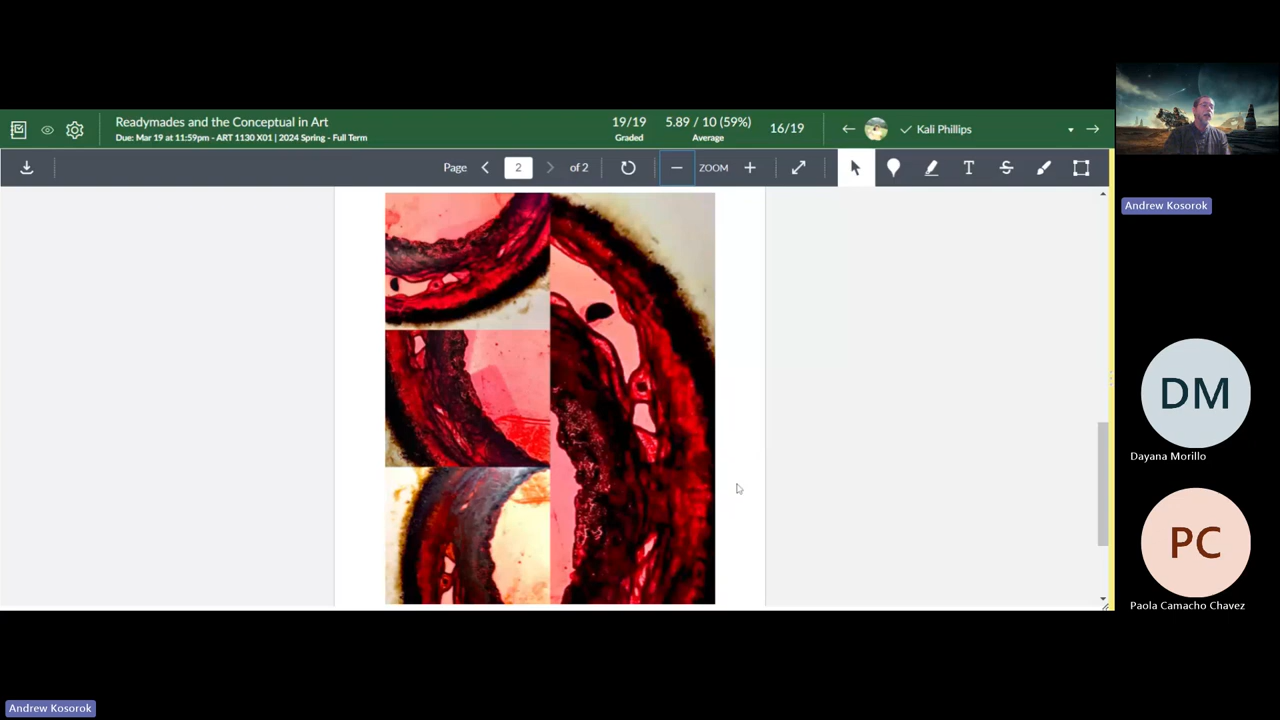 Readymades and the Conceptual in Art
Due: Mar 19 at 11:59pm - ART 1130 X01 | 2024 Spring - Full Term
19/19
Graded
5.89 / 10 (59%)
Average
16/19
Kali Phillips
Page
2
of 2
ZOOM
T
S
Andrew Kosorok
DM
Dayana Morillo
PC
Paola Camacho Chavez
Andrew Kosorok